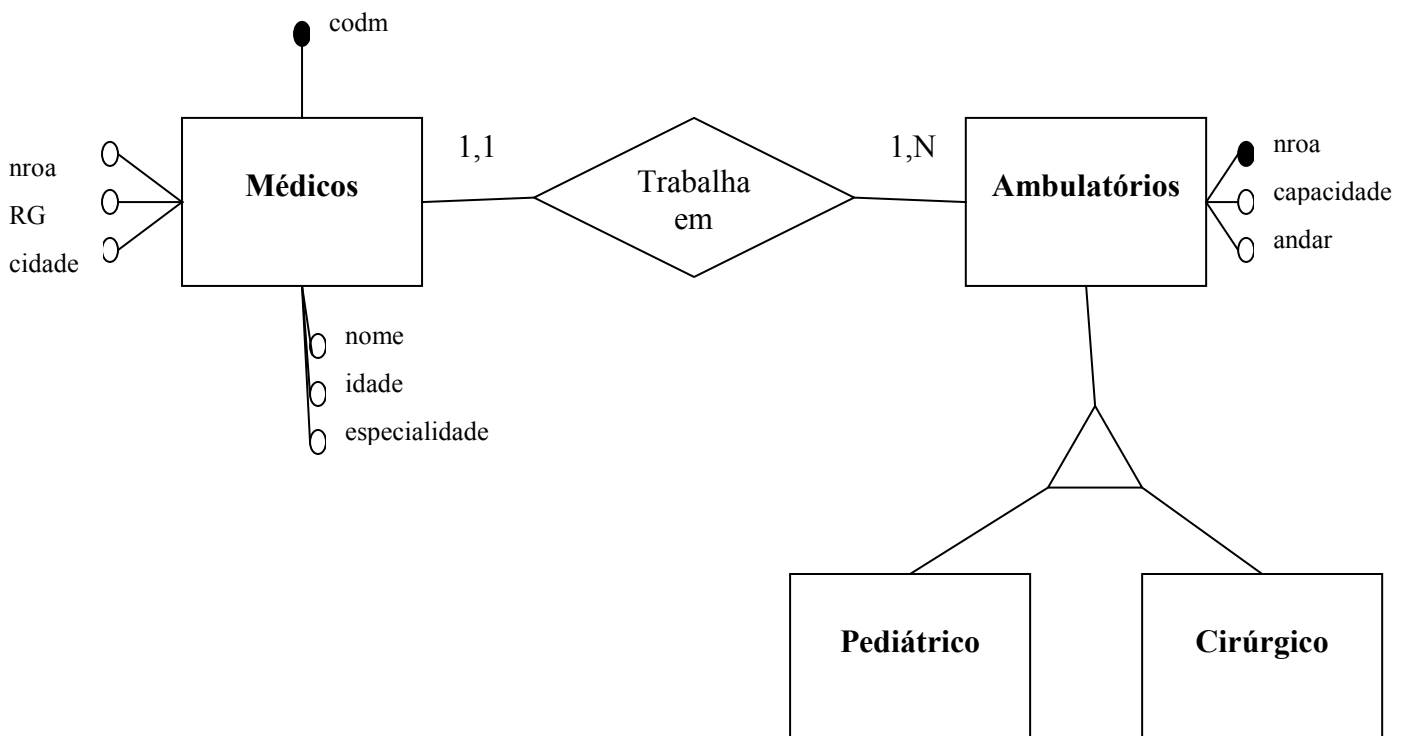 codm
nroa
RG
cidade
Médicos
1,1
Trabalha
em
1,N
Ambulatórios
nroa
capacidade
andar
nome
idade
especialidade
Pediátrico
Cirúrgico